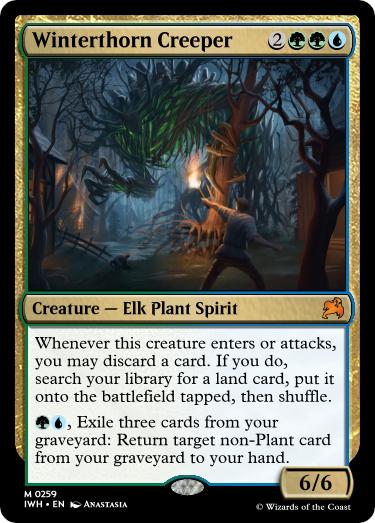 Winterthorn Creeper 2
Creature — Elk Plant Spirit
Whenever this creature enters or attacks,
you may discard a card. If you do,
search your library for a land card, put it
onto the battlefield tapped, then shuffle.
, Exile three cards from your
graveyard: Return target non-Plant card
from your graveyard to your hand.
6/6
M 0259
IWH • EN Anastasia
© Wizards of the Coast